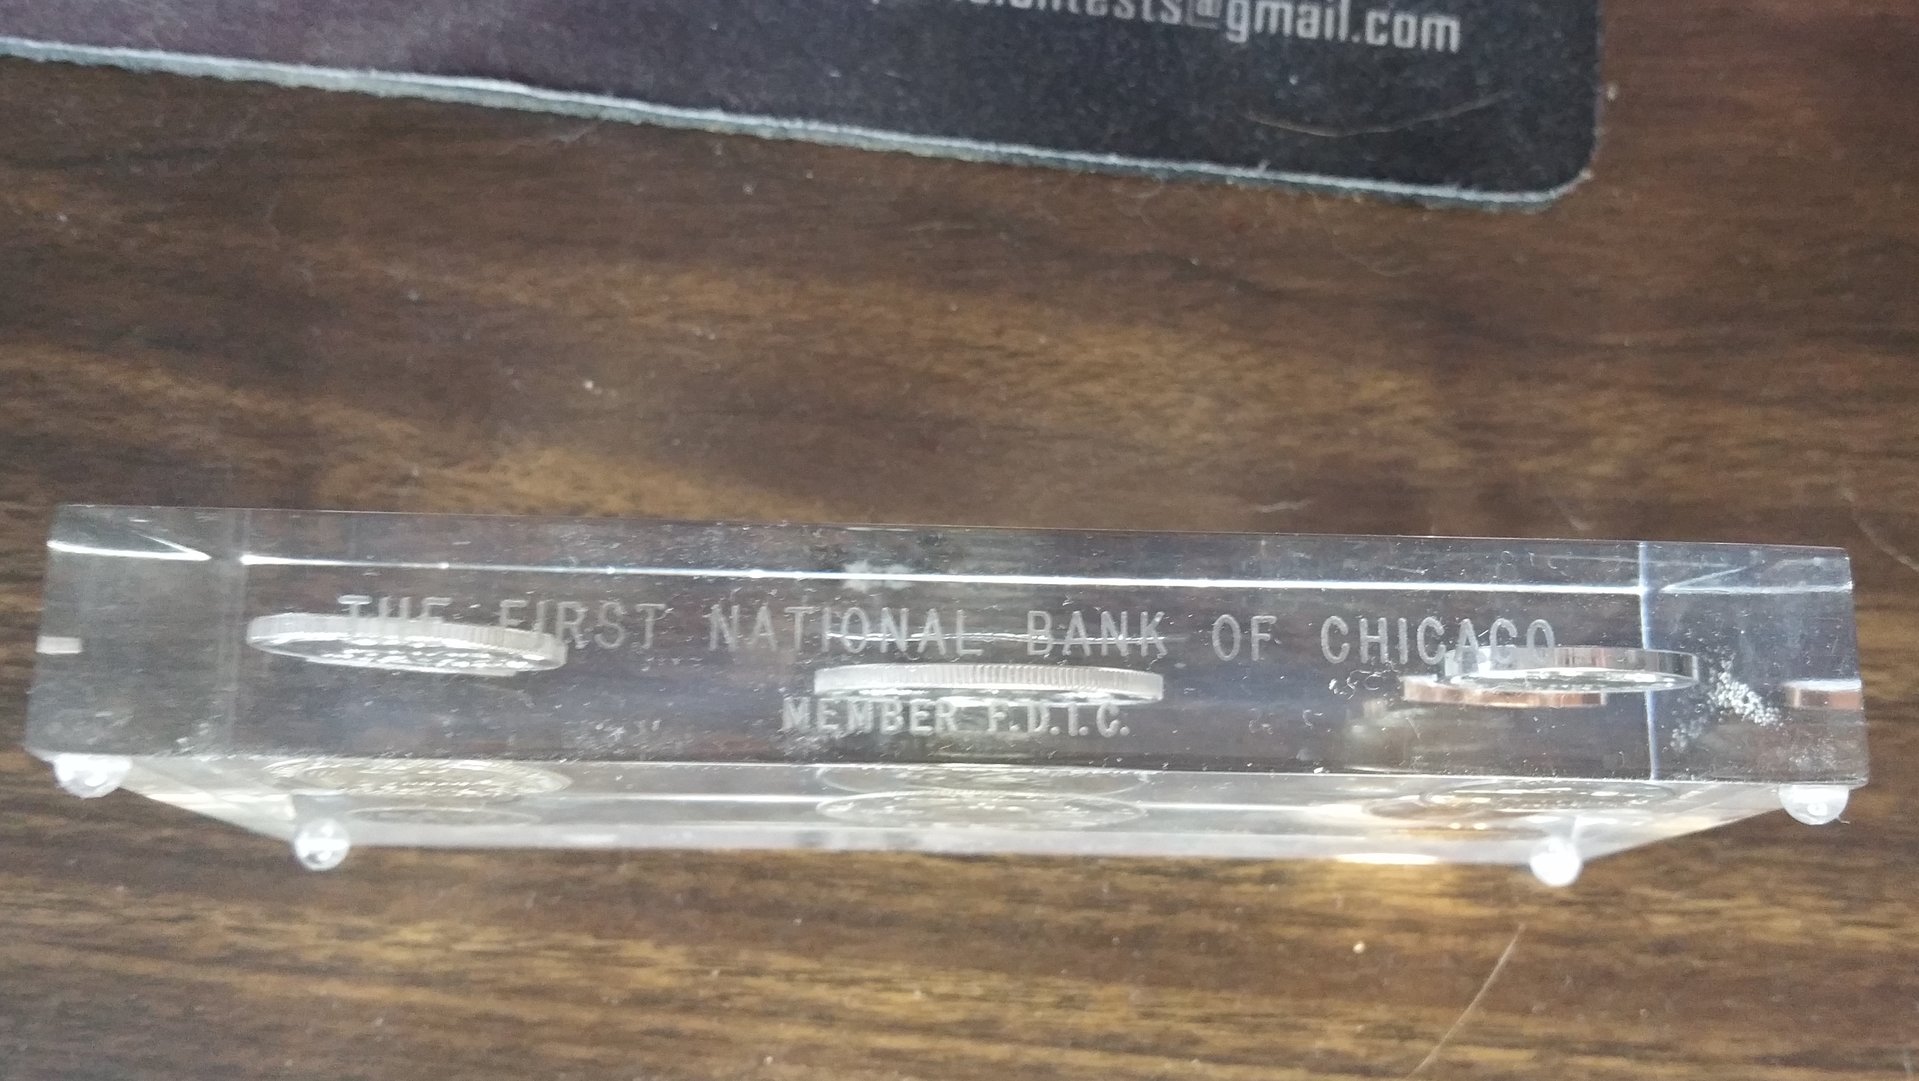 @gmail.com
THE FIRST NATIONAL BANK OF CHICAGO
MEMBER F.D.I.C.